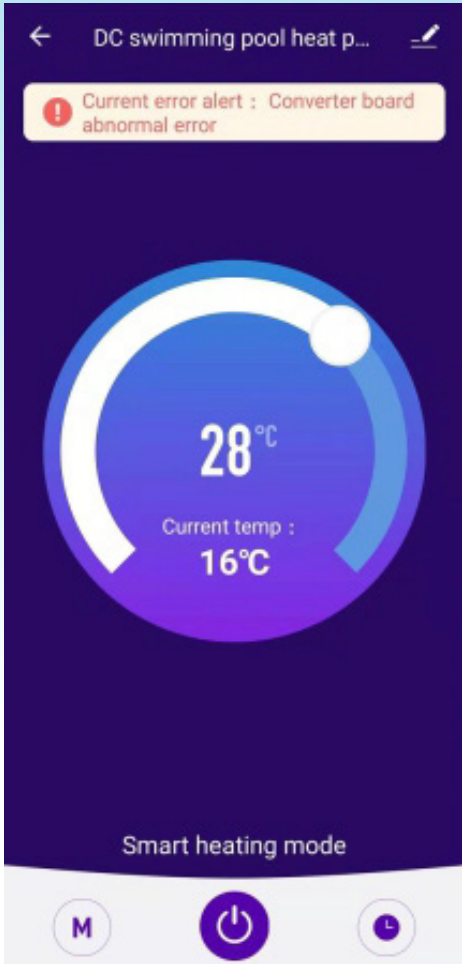 DC swimming pool heat p...
Current error alert： Converter board
abnormal error
28°C
Current temp：
16℃
Smart heating mode
M